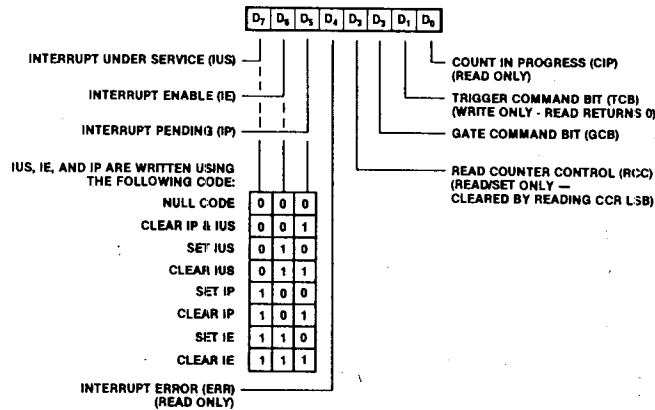 D7 D6 D5 D4 D3 D3 D1 D0
INTERRUPT UNDER SERVICE (IUS)
INTERRUPT ENABLE (IE)
INTERRUPT PENDING (IP)
IUS, IE, AND IP ARE WRITTEN USING
THE FOLLOWING CODE:
NULL CODE 0 0 0
CLEAR IP & IUS 0 0 1
SET IUS 0 1 0
CLEAR IUS 0 1 1
SET IP 1 0 0
CLEAR IP 1 0 1
SET IE 1 1 0
CLEAR IE 1 1 1
INTERRUPT ERROR (ERR)
(READ ONLY)
COUNT IN PROGRESS (CIP)
(READ ONLY)
TRIGGER COMMAND BIT (TCB)
(WRITE ONLY - READ RETURNS 0)
GATE COMMAND BIT (GCB)
READ COUNTER CONTROL (RCC)
(READ/SET ONLY —
CLEARED BY READING CCR LSB)